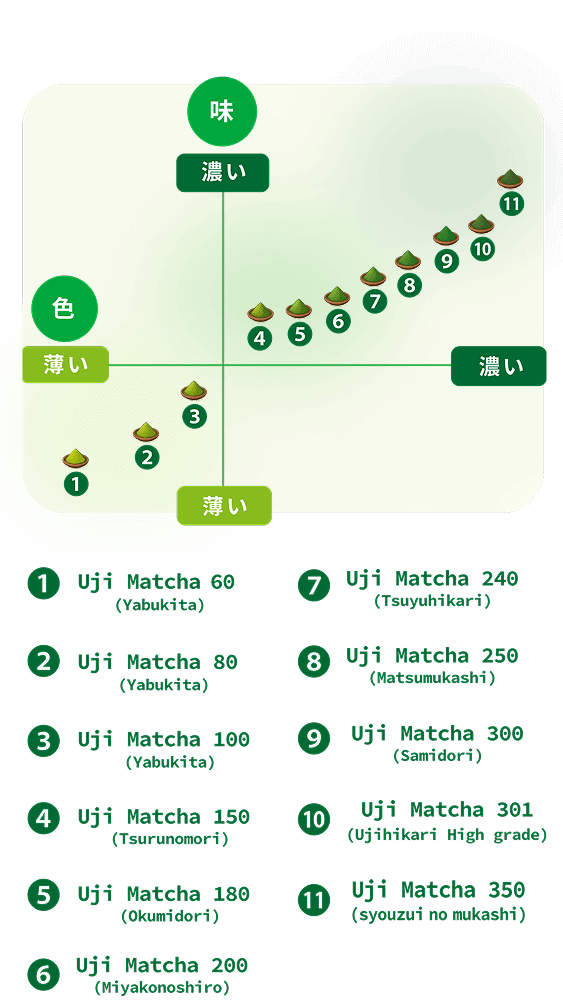 味
濃い
色
薄い
濃い
薄い
11
10
9
8
7
6
5
4
3
2
1
1 Uji Matcha 60
(Yabukita)
2 Uji Matcha 80
(Yabukita)
3 Uji Matcha 100
(Yabukita)
4 Uji Matcha 150
(Tsurunomori)
5 Uji Matcha 180
(Okumidori)
6 Uji Matcha 200
(Miyakonoshiro)
7 Uji Matcha 240
(Tsuyuhikari)
8 Uji Matcha 250
(Matsumukashi)
9 Uji Matcha 300
(Samidori)
10 Uji Matcha 301
(Ujihikari High grade)
11 Uji Matcha 350
(syouzui no mukashi)